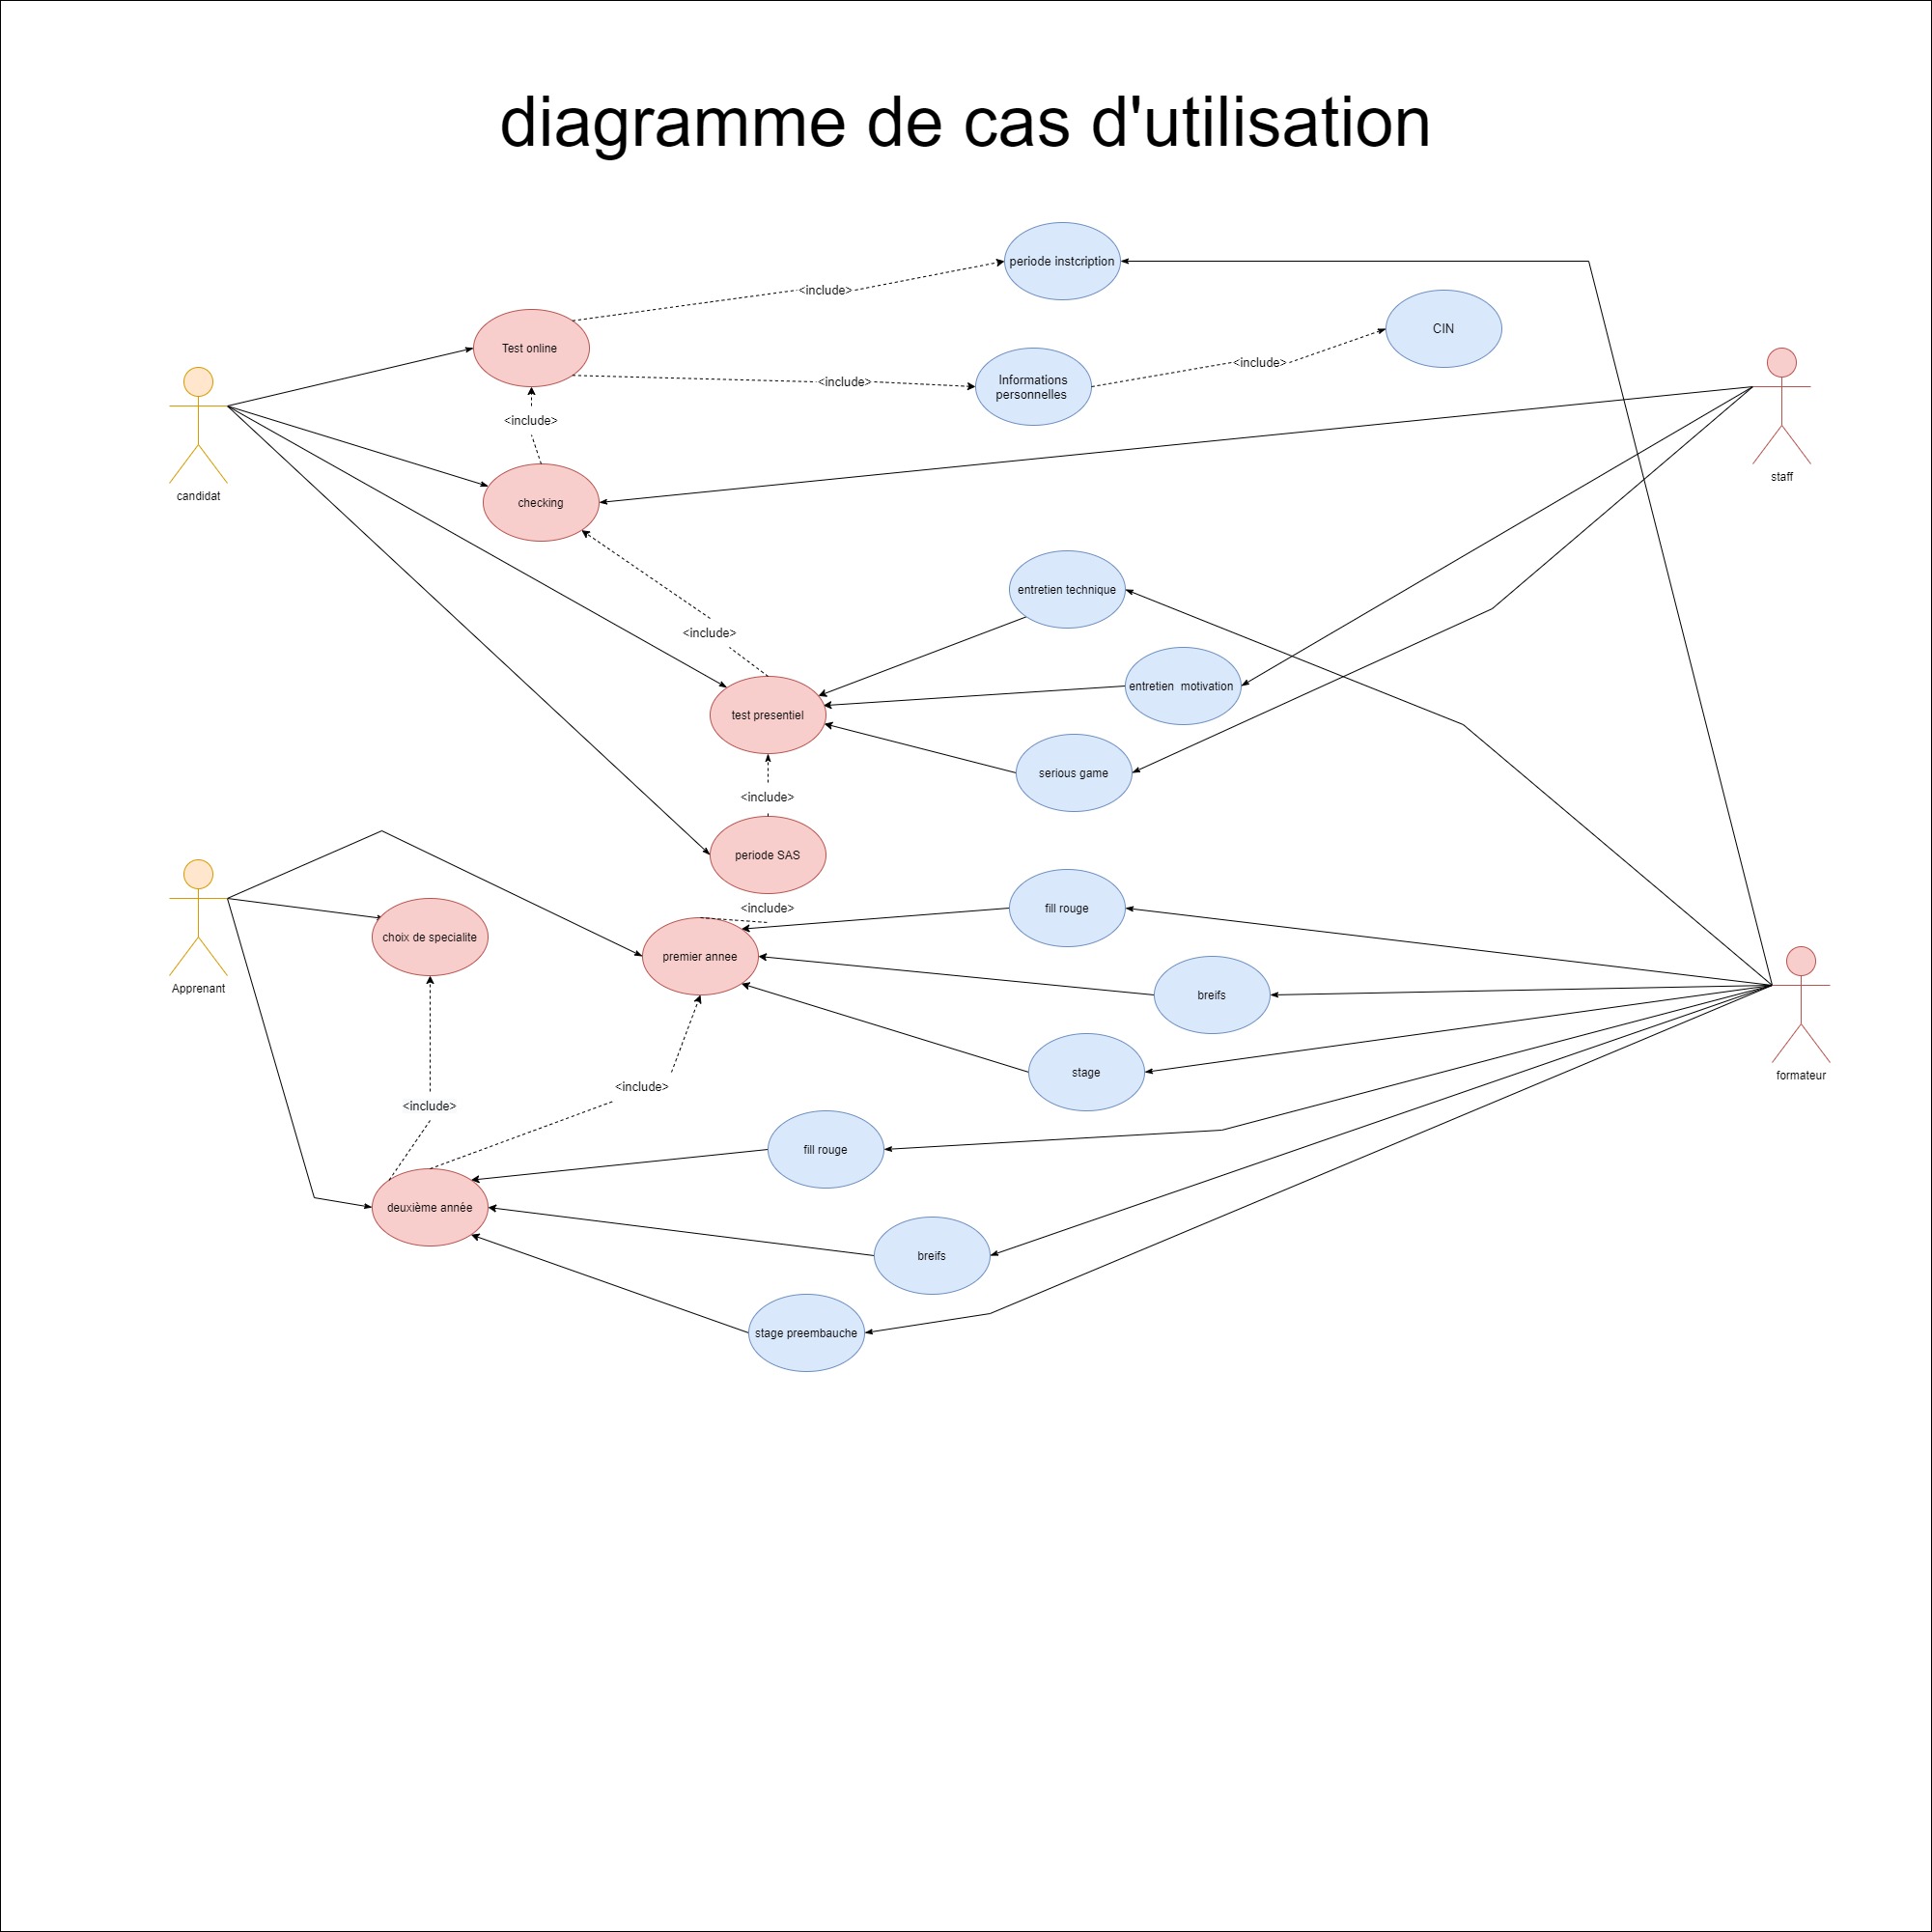 diagramme de cas d'utilisation
periode instcription
<include>
CIN
Test online
<include>
<include>
Informations
personnelles
<include>
candidat
staff
checking
entretien technique
<include>
entretien  motivation
test presentiel
serious game
<include>
periode SAS
<include>
fill rouge
choix de specialite
premier annee
Apprenant
breifs
stage
formateur
<include>
<include>
fill rouge
deuxième année
breifs
stage preembauche